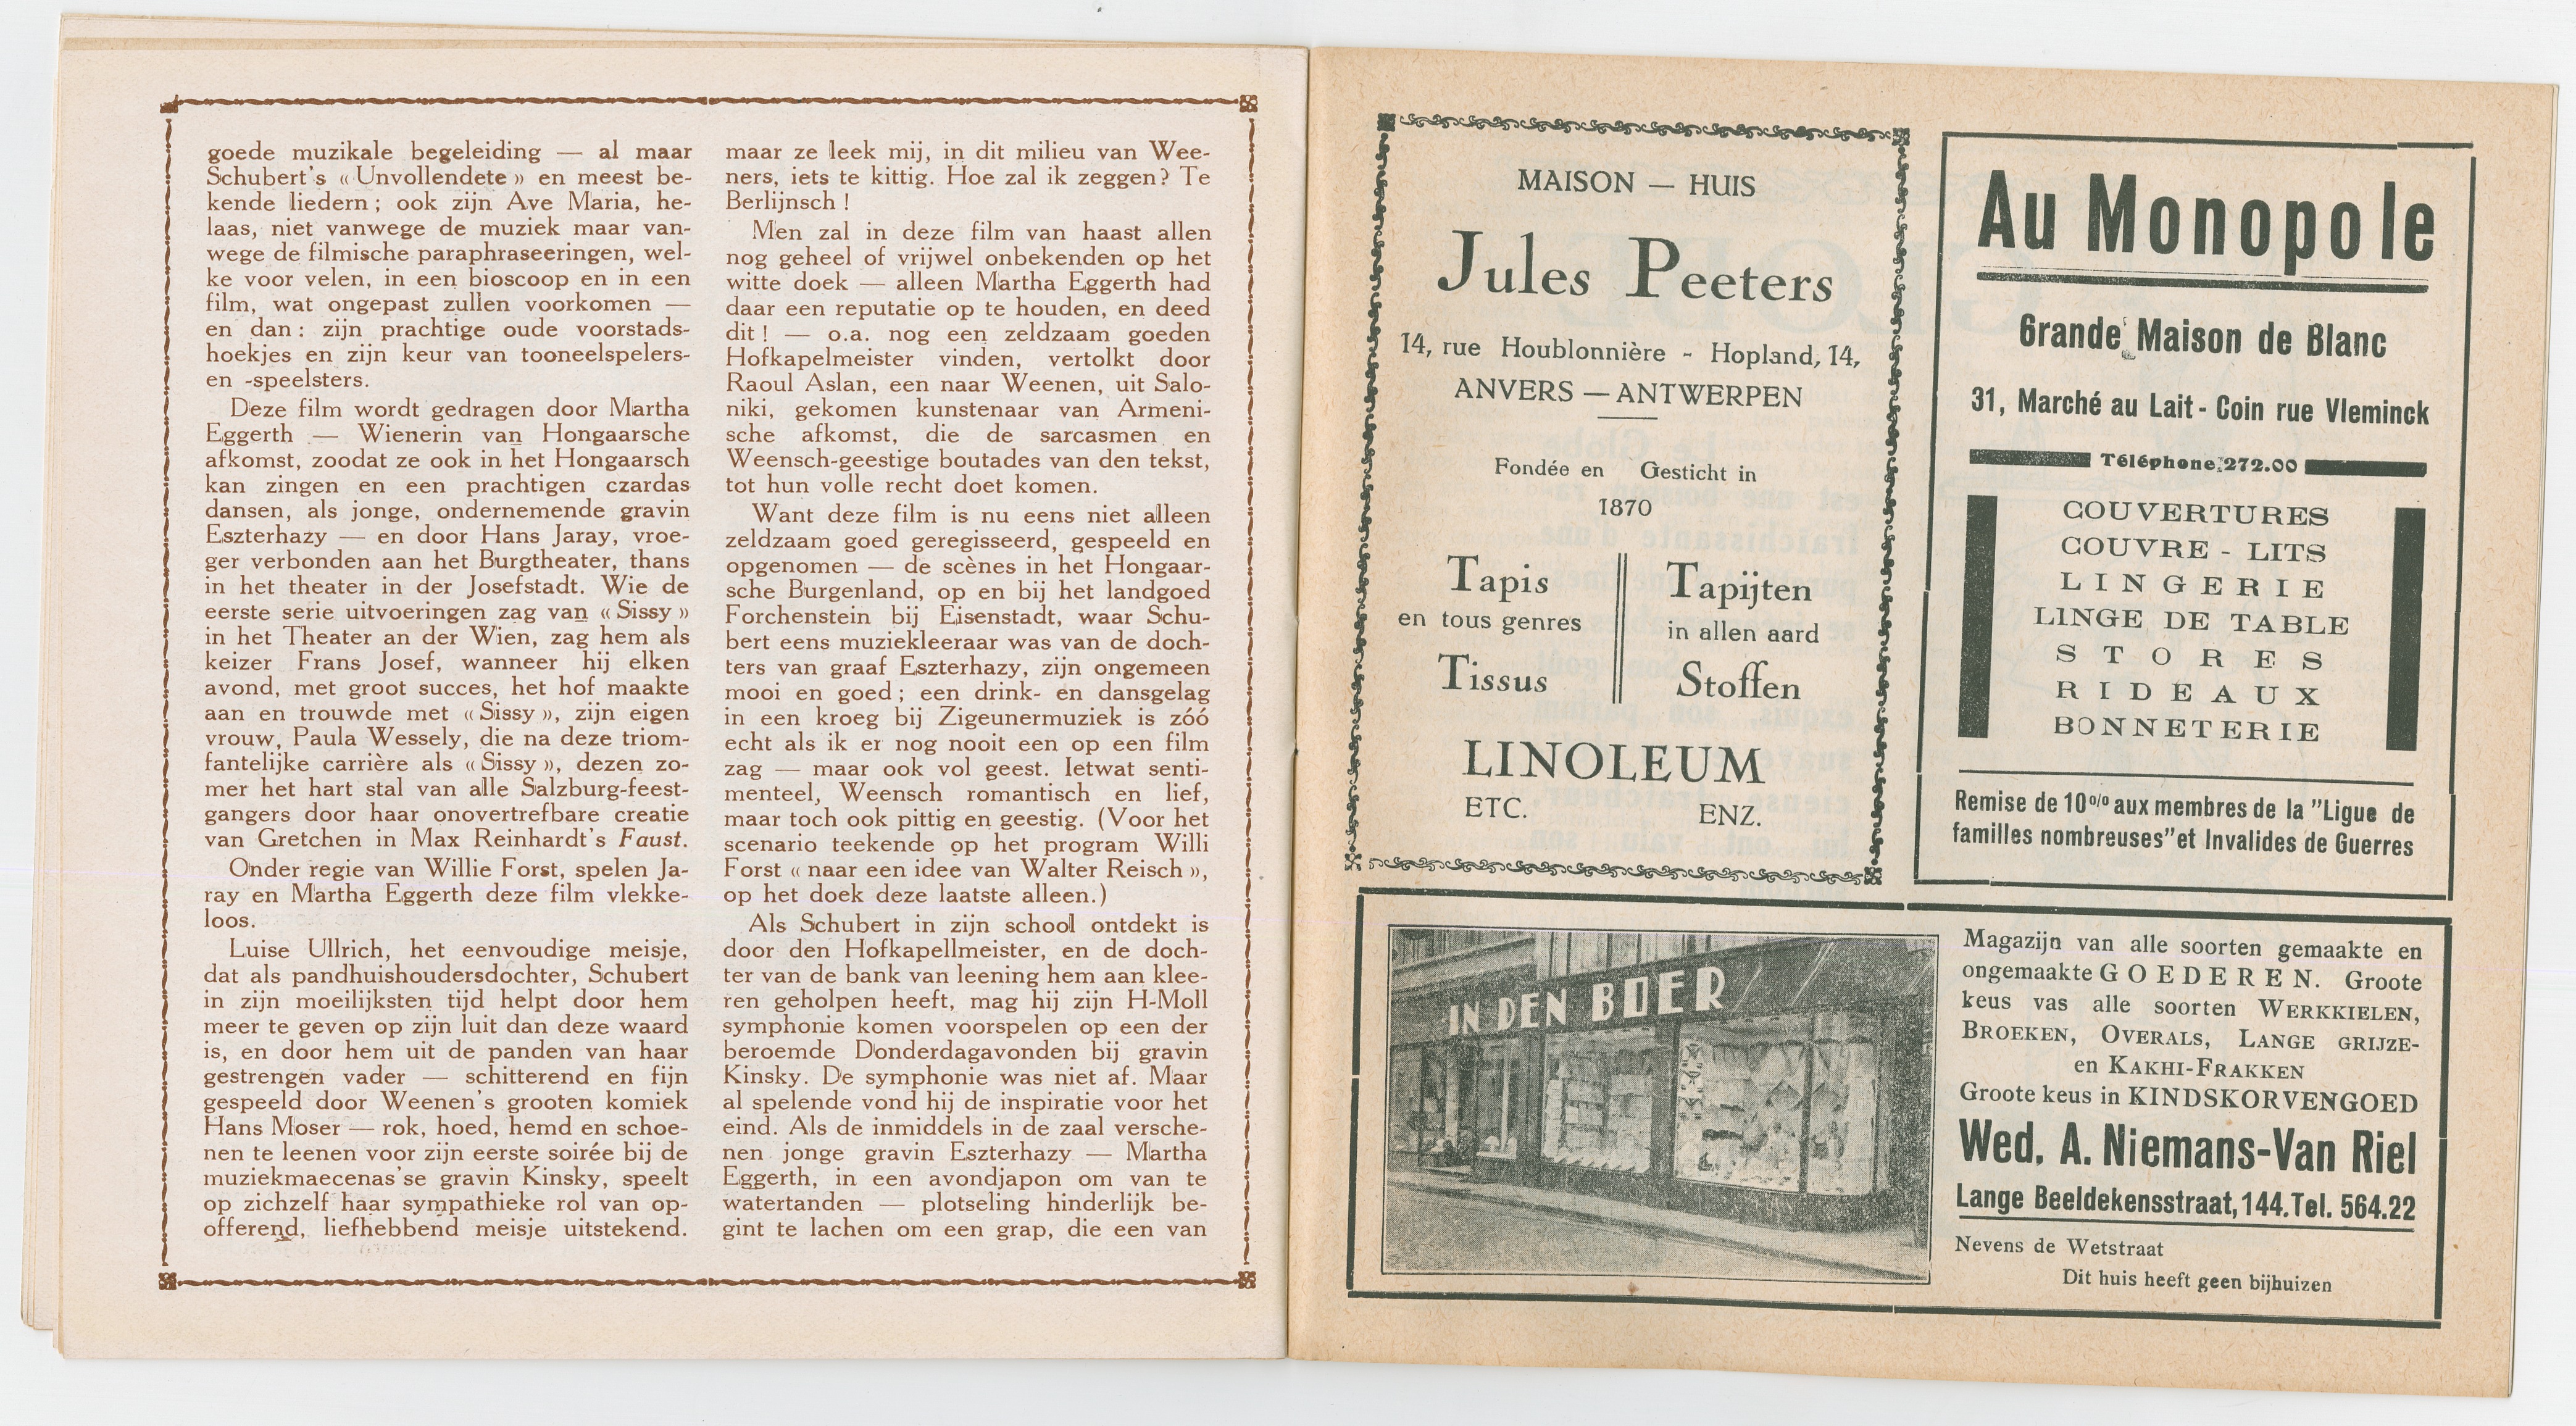 goede muzikale begeleiding — al maar
Schubert's « Unvollendete » en meest be-
kende liedern ; ook zijn Ave Maria, he-
laas, niet vanwege de muziek maar van-
wege de filmische paraphraseeringen, wel-
ke voor velen, in een bioscoop en in een
film, wat ongepast zullen voorkomen —
en dan : zijn prachtige oude voorstads-
hoekjes en zijn keur van tooneelspelers-
en -speelsters.
Deze film wordt gedragen door Martha
Eggerth — Wienerin van Hongaarsche
afkomst, zoodat ze ook in het Hongaarsch
kan zingen en een prachtigen czardas
dansen, als jonge, ondernemende gravin
Eszterhazy — en door Hans Jaray, vroe-
ger verbonden aan het Burgtheater, thans
in het theater in der Josefstadt. Wie de
eerste serie uitvoeringen zag van « Sissy »
in het Theater an der Wien, zag hem als
keizer Frans Josef, wanneer hij elken
avond, met groot succes, het hof maakte
aan en trouwde met « Sissy », zijn eigen
vrouw, Paula Wessely, die na deze triom-
fantelijke carrière als « Sissy », dezen zo-
mer het hart stal van alle Salzburg-feest-
gangers door haar onovertrefbare creatie
van Gretchen in Max Reinhardt's Faust.
Onder regie van Willie Forst, spelen Ja-
ray en Martha Eggerth deze film vlekke-
loos.
Luise Ullrich, het eenvoudige meisje,
dat als pandhuishoudersdochter, Schubert
in zijn moeilijksten tijd helpt door hem
meer te geven op zijn luit dan deze waard
is, en door hem uit de panden van haar
gestrengen vader — schitterend en fijn
gespeeld door Weenen's grooten komiek
Hans Moser — rok, hoed, hemd en schoe-
nen te leenen voor zijn eerste soirée bij de
muziekmaecenas'se gravin Kinsky, speelt
op zichzelf haar sympathieke rol van op-
offerend, liefhebbend meisje uitstekend.
maar ze leek mij, in dit milieu van Wee-
ners, iets te kittig. Hoe zal ik zeggen? Te
Berlijnsch !
Men zal in deze film van haast allen
nog geheel of vrijwel onbekenden op het
witte doek — alleen Martha Eggerth had
daar een reputatie op te houden, en deed
dit ! — o.a. nog een zeldzaam goeden
Hofkapelmeister vinden, vertolkt door
Raoul Aslan, een naar Weenen, uit Salo-
niki, gekomen kunstenaar van Armeni-
sche afkomst, die de sarcasmen en
Weensch-geestige boutades van den tekst,
tot hun volle recht doet komen.
Want deze film is nu eens niet alleen
zeldzaam goed geregisseerd, gespeeld en
opgenomen — de scènes in het Hongaar-
sche Burgenland, op en bij het landgoed
Forchenstein bij Eisenstadt, waar Schu-
bert eens muziekleeraar was van de doch-
ters van graaf Eszterhazy, zijn ongemeen
mooi en goed ; een drink- en dansgelag
in een kroeg bij Zigeunermuziek is zóó
echt als ik er nog nooit een op een film
zag — maar ook vol geest. Ietwat senti-
menteel, Weensch romantisch en lief,
maar toch ook pittig en geestig. (Voor het
scenario teekende op het program Willi
Forst « naar een idee van Walter Reisch »,
op het doek deze laatste alleen.)
Als Schubert in zijn school ontdekt is
door den Hofkapellmeister, en de doch-
ter van de bank van leening hem aan klee-
ren geholpen heeft, mag hij zijn H-Moll
symphonie komen voorspelen op een der
beroemde Donderdagavonden bij gravin
Kinsky. De symphonie was niet af. Maar
al spelende vond hij de inspiratie voor het
eind. Als de inmiddels in de zaal versche-
nen jonge gravin Eszterhazy — Martha
Eggerth, in een avondjapon om van te
watertanden — plotseling hinderlijk be-
gint te lachen om een grap, die een van
MAISON — HUIS
Jules Peeters
14, rue Houblonnière - Hopland, 14,
ANVERS — ANTWERPEN
Fondée en Gesticht in
1870
Tapis
en tous genres
Tissus
Tapijten
in allen aard
Stoffen
LINOLEUM
ETC. ENZ.
Au Monopole
Grande Maison de Blanc
31, Marché au Lait - Coin rue Vleminck
Téléphone 272.00
COUVERTURES
COUVRE - LITS
LINGERIE
LINGE DE TABLE
STORES
RIDEAUX
BONNETERIE
Remise de 10 % aux membres de la "Ligue de
familles nombreuses" et Invalides de Guerres
IN DEN BOER
Magazijn van alle soorten gemaakte en
ongemaakte GOEDEREN. Groote
keus vas alle soorten WERKKIELEN,
BROEKEN, OVERALS, LANGE GRIJZE-
en KAKHI-FRAKKEN
Groote keus in KINDSKORVENGOED
Wed. A. Niemans-Van Riel
Lange Beeldekensstraat, 144. Tel. 564.22
Nevens de Wetstraat
Dit huis heeft geen bijhuizen